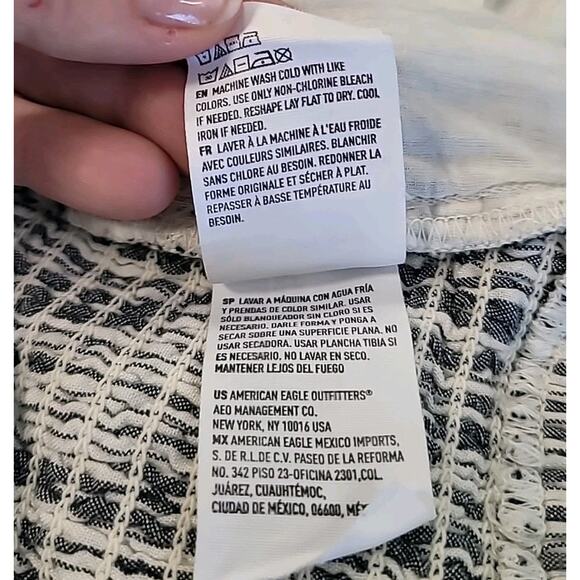 EN MACHINE WASH COLD WITH LIKE
COLORS. USE ONLY NON-CHLORINE BLEACH
IF NEEDED. RESHAPE LAY FLAT TO DRY. COOL
IRON IF NEEDED.
FR LAVER À LA MACHINE À L'EAU FROIDE
AVEC COULEURS SIMILAIRES. BLANCHIR
SANS CHLORE AU BESOIN. REDONNER LA
FORME ORIGINALE ET SÉCHER À PLAT.
REPASSER À BASSE TEMPÉRATURE AU
BESOIN.
SP LAVAR A MÁQUINA CON AGUA FRÍA
Y PRENDAS DE COLOR SIMILAR. USAR
SÓLO BLANQUEADOR SIN CLORO SI ES
NECESARIO. DARLE FORMA Y PONGA A
SECAR SOBRE UNA SUPERFICIE PLANA. NO
USAR SECADORA. USAR PLANCHA TIBIA SI
ES NECESARIO. NO LAVAR EN SECO.
MANTENER LEJOS DEL FUEGO
US AMERICAN EAGLE OUTFITTERS®
AEO MANAGEMENT CO.
NEW YORK, NY 10016 USA
MX AMERICAN EAGLE MEXICO IMPORTS,
S. DE R.L.DE C.V. PASEO DE LA REFORMA
NO. 342 PISO 23-OFICINA 2301,COL.
JUÁREZ, CUAUHTÉMOC,
CIUDAD DE MÉXICO, 06600,